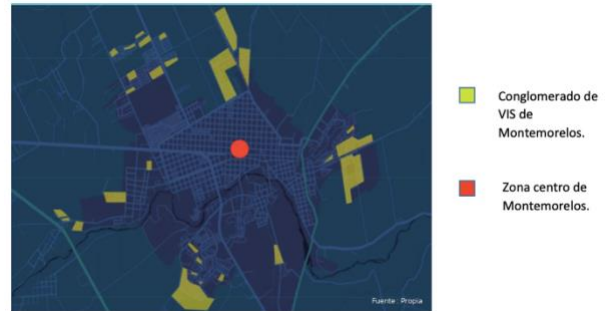 Conglomerado de
VIS de
Montemorelos.
Zona centro de
Montemorelos.
Fuente : Propia